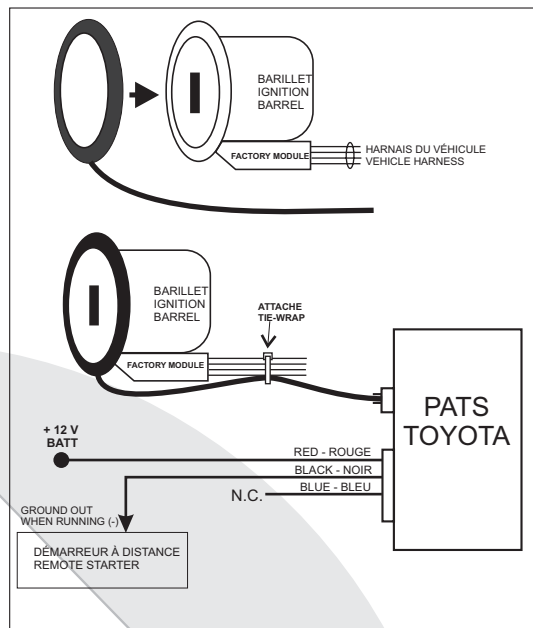 BARILLET
IGNITION
BARREL
FACTORY MODULE
HARNAIS DU VÉHICULE
VEHICLE HARNESS
BARILLET
IGNITION
BARREL
FACTORY MODULE
ATTACHE
TIE-WRAP
PATS
TOYOTA
+ 12 V
BATT
RED - ROUGE
BLACK - NOIR
BLUE - BLEU
N.C.
GROUND OUT
WHEN RUNNING (-)
DÉMARREUR À DISTANCE
REMOTE STARTER